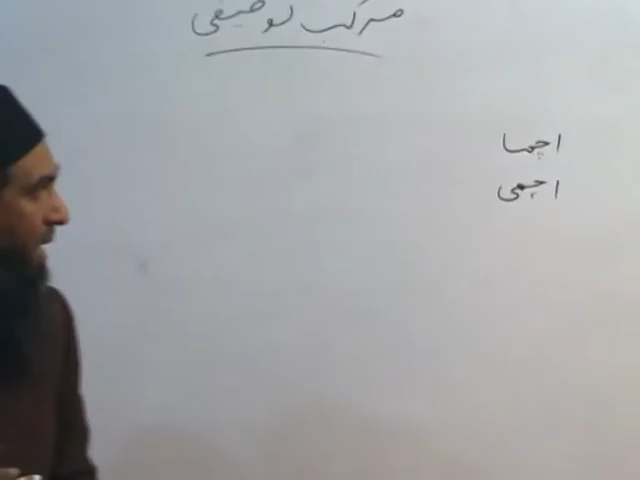 مرکب توصیفی
اچھا
اچھی